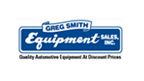 GREG SMITH
Equipment SALES, INC.
Quality Automotive Equipment At Discount Prices